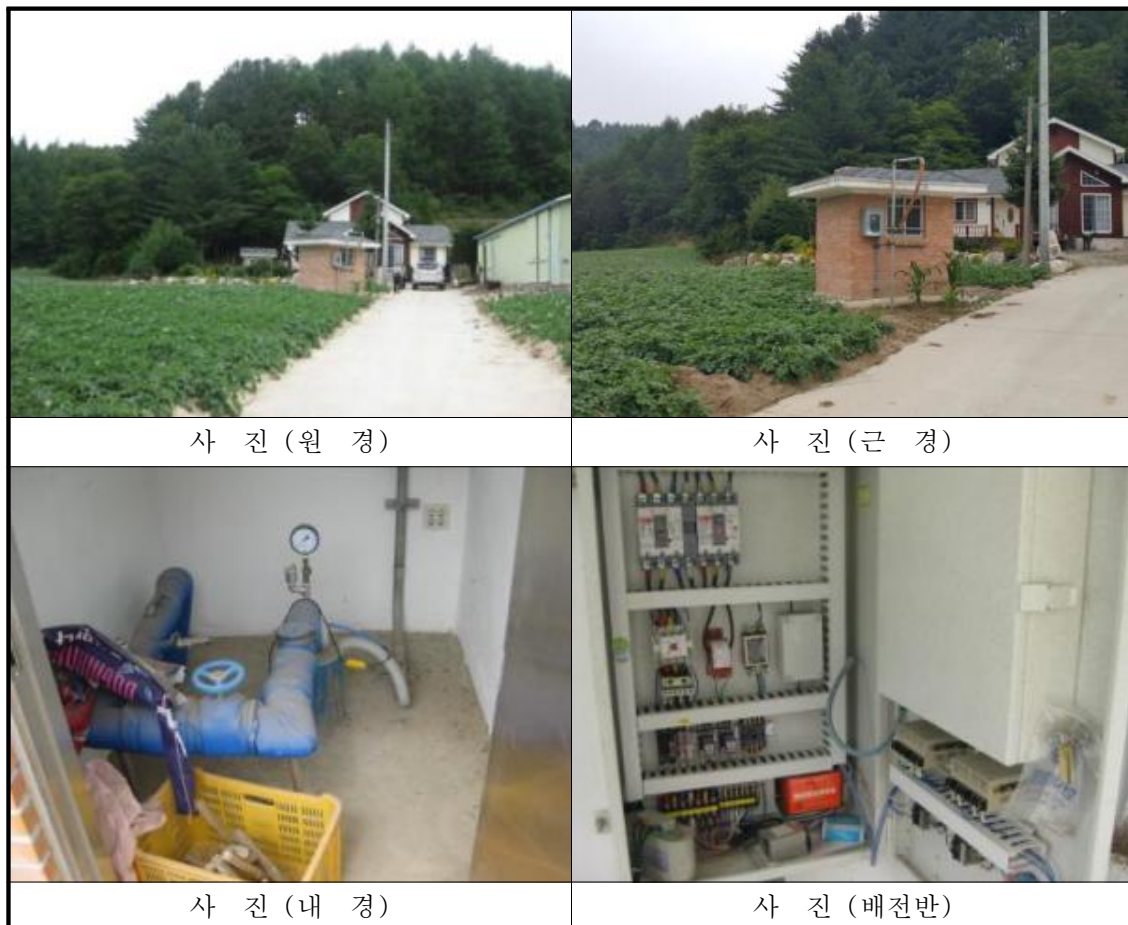 사 진 (원 경)
사 진 (근 경)
사 진 (내 경)
사 진 (배전반)